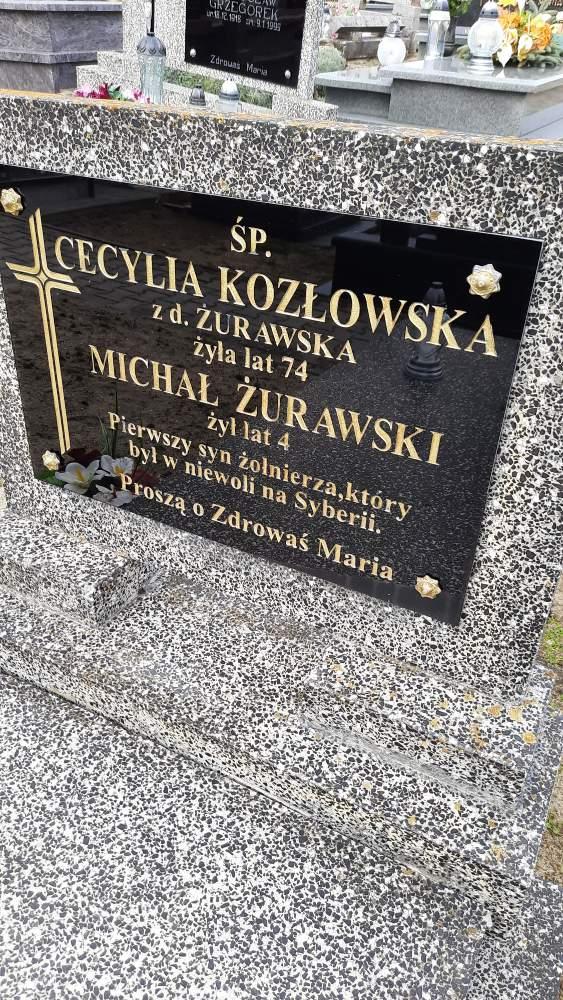 GRZEGOREK
Zdrowaś Maria
ŚP.
CECYLIA KOZŁOWSKA
z d. ŻURAWSKA
żyła lat 74
MICHAŁ ŻURAWSKI
żył lat 4
Pierwszy syn żołnierza,który
był w niewoli na Syberii.
Proszą o Zdrowaś Maria